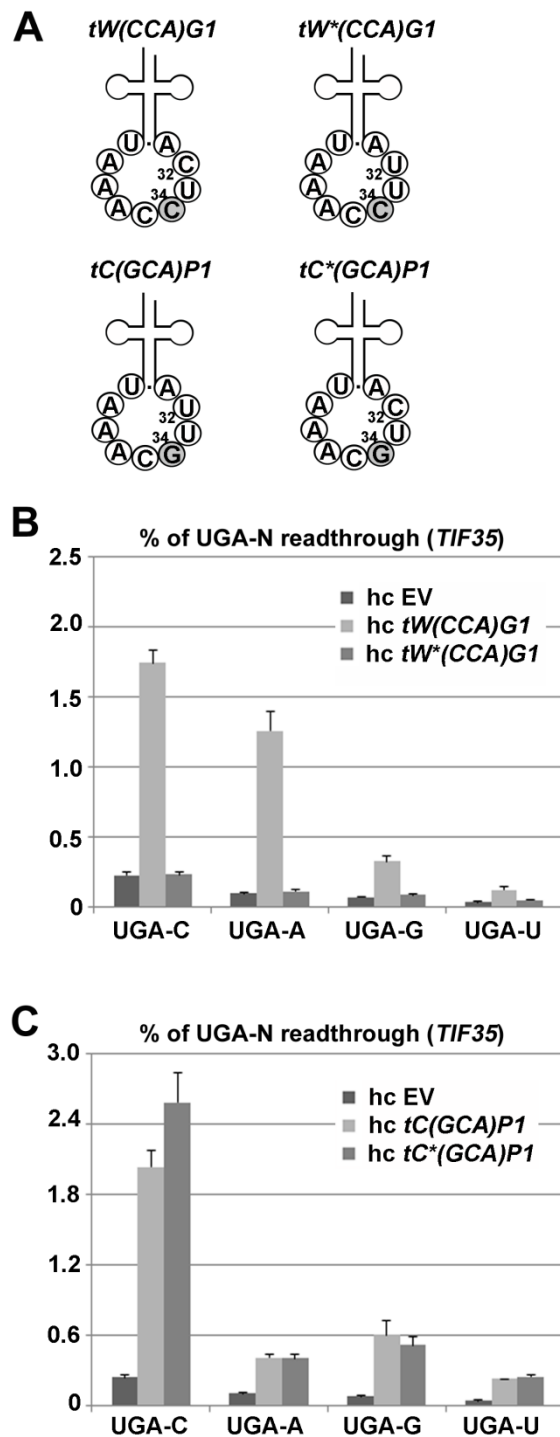 A
tW(CCA)G1 tW*(CCA)G1
U A
A C
A 32 U
A 34 C
A C
U A
A U
A 32 U
A 34 C
A C
tC(GCA)P1 tC*(GCA)P1
U A
A U
A 32 U
A 34 G
A C
U A
A C
A 32 U
A 34 G
A C
B
% of UGA-N readthrough (TIF35)
2.5
2.0
1.5
1.0
0.5
0
hc EV
hc tW(CCA)G1
hc tW*(CCA)G1
UGA-C UGA-A UGA-G UGA-U
C
% of UGA-N readthrough (TIF35)
3.0
2.4
1.8
1.2
0.6
0
hc EV
hc tC(GCA)P1
hc tC*(GCA)P1
UGA-C UGA-A UGA-G UGA-U